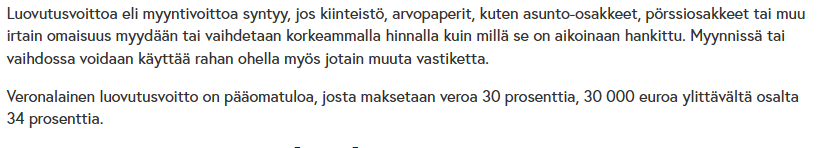 Luovutusvoittoa eli myyntivoittoa syntyy, jos kiinteistö, arvopaperit, kuten asunto-osakkeet, pörssiosakkeet tai muu
irtain omaisuus myydään tai vaihdetaan korkeammalla hinnalla kuin millä se on aikoinaan hankittu. Myynnissä tai
vaihdossa voidaan käyttää rahan ohella myös jotain muuta vastiketta.
Veronalainen luovutusvoitto on pääomatuloa, josta maksetaan veroa 30 prosenttia, 30 000 euroa ylittävältä osalta
34 prosenttia.